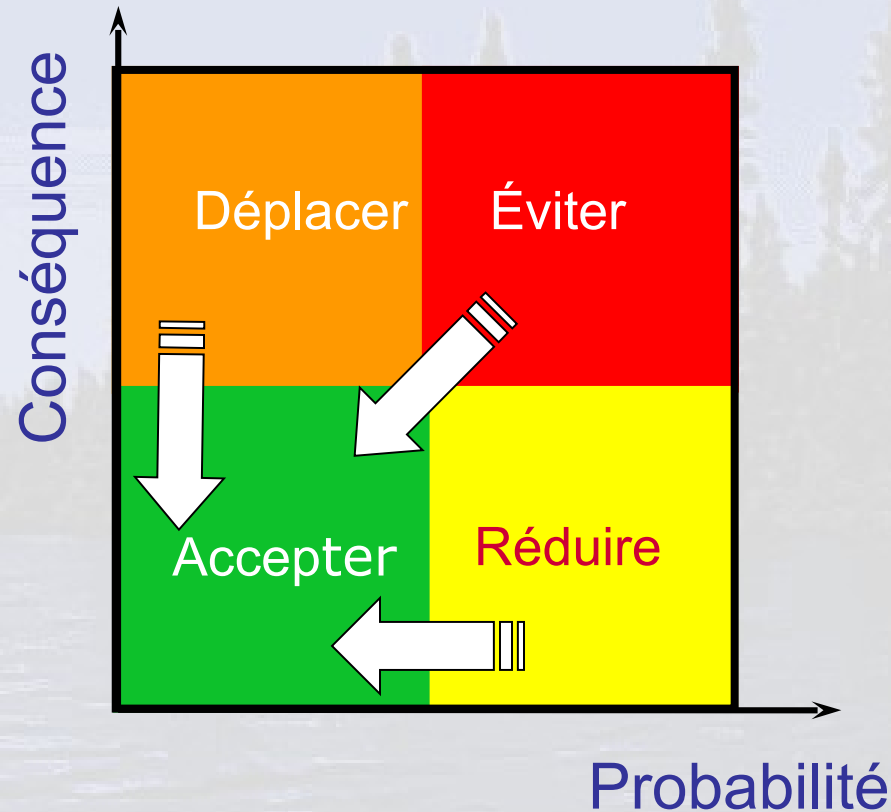 Conséquence
Déplacer
Éviter
Accepter
Réduire
Probabilité